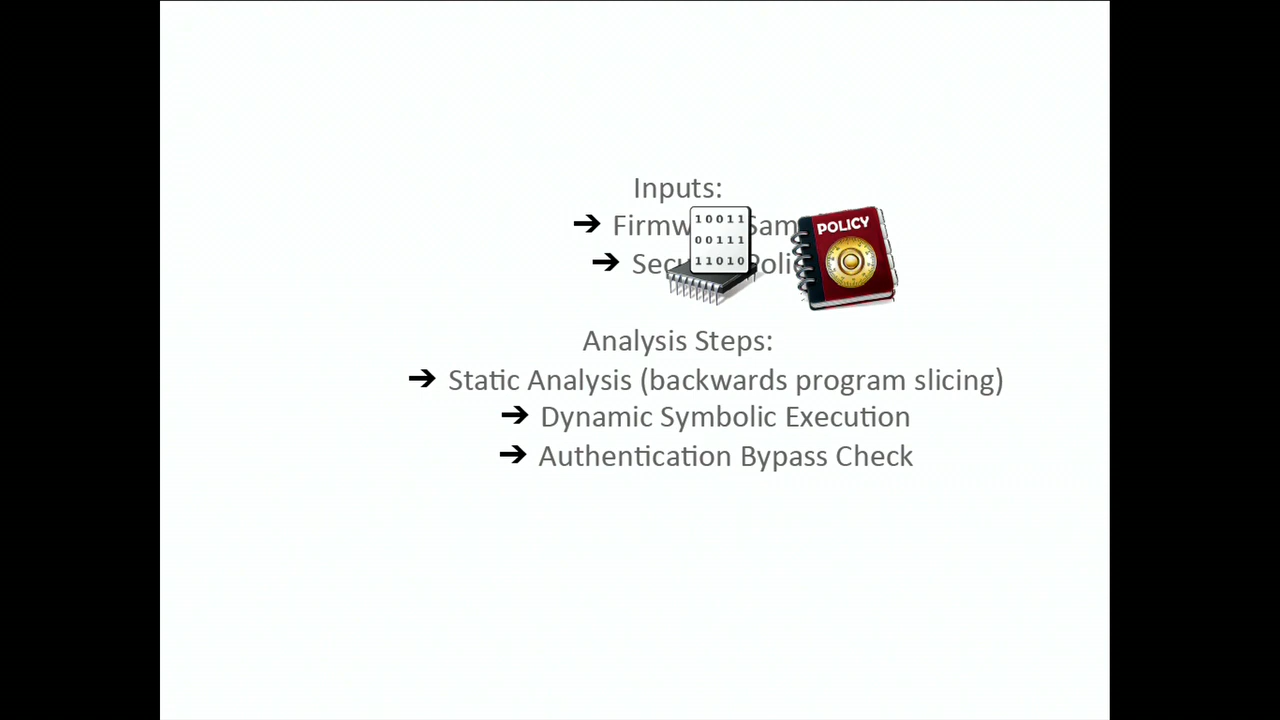 Inputs:
➔ Firmw Sam
10011
00111
11010
POLICY
➔ Sec Poli
Analysis Steps:
➔ Static Analysis (backwards program slicing)
➔ Dynamic Symbolic Execution
➔ Authentication Bypass Check